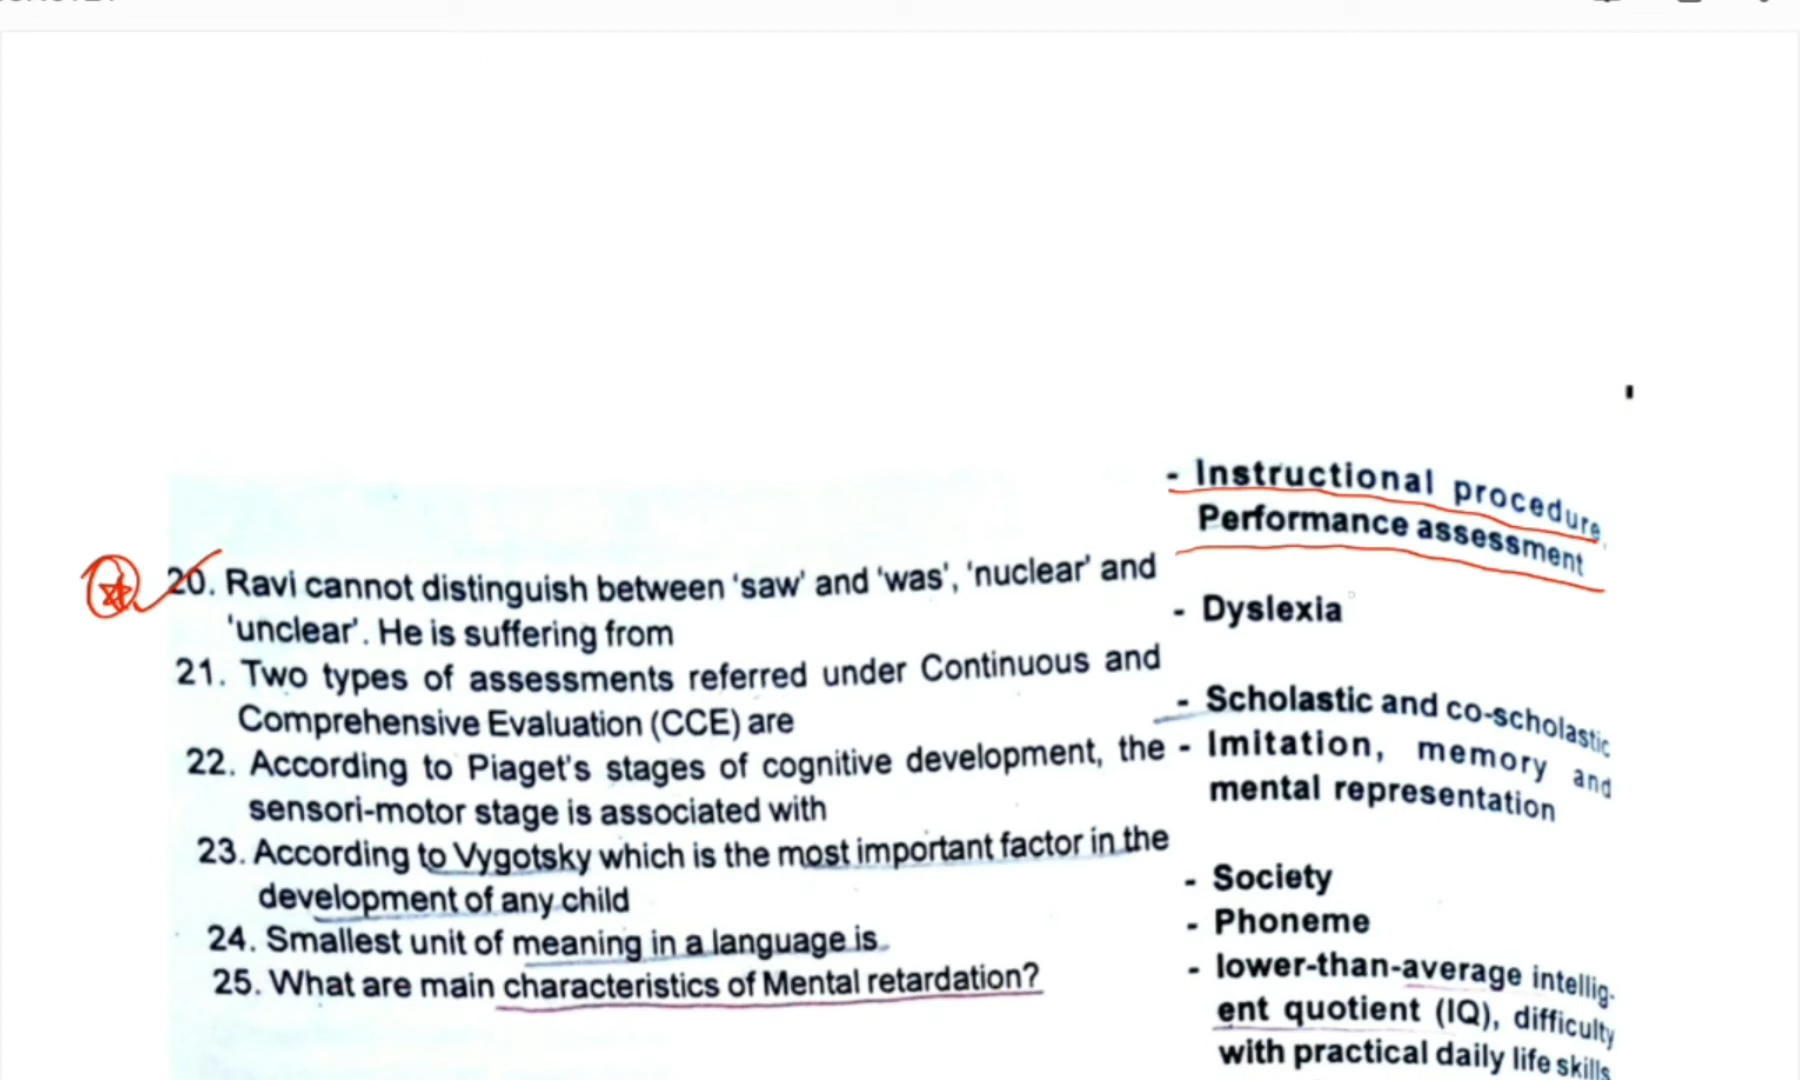 - Instructional procedure,
Performance assessment
20. Ravi cannot distinguish between 'saw' and 'was', 'nuclear' and
'unclear'. He is suffering from
- Dyslexia
21. Two types of assessments referred under Continuous and
Comprehensive Evaluation (CCE) are
- Scholastic and co-scholastic
22. According to Piaget's stages of cognitive development, the
sensori-motor stage is associated with
- Imitation, memory and
mental representation
23. According to Vygotsky which is the most important factor in the
development of any child
- Society
24. Smallest unit of meaning in a language is
- Phoneme
25. What are main characteristics of Mental retardation?
- lower-than-average intellig-
ent quotient (IQ), difficulty
with practical daily life skills